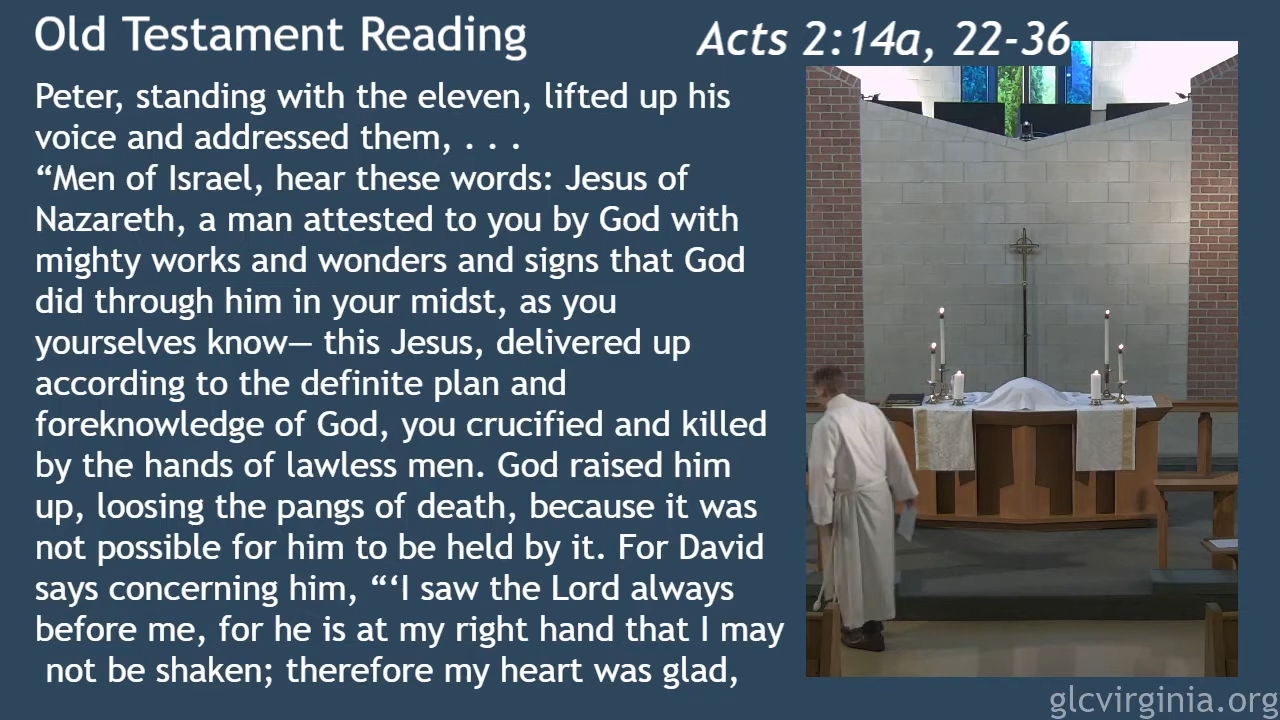 Old Testament Reading
Acts 2:14a, 22-36
Peter, standing with the eleven, lifted up his
voice and addressed them, . . .
“Men of Israel, hear these words: Jesus of
Nazareth, a man attested to you by God with
mighty works and wonders and signs that God
did through him in your midst, as you
yourselves know— this Jesus, delivered up
according to the definite plan and
foreknowledge of God, you crucified and killed
by the hands of lawless men. God raised him
up, loosing the pangs of death, because it was
not possible for him to be held by it. For David
says concerning him, “‘I saw the Lord always
before me, for he is at my right hand that I may
not be shaken; therefore my heart was glad,
glcvirginia.org